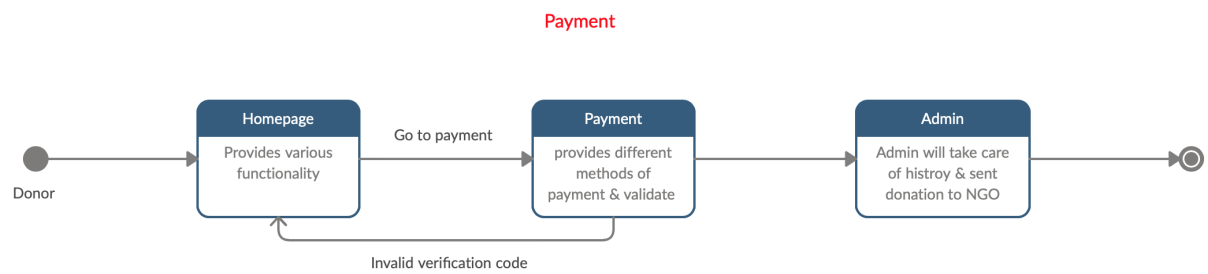 Payment
Homepage
Provides various
functionality
Go to payment
Payment
provides different
methods of
payment & validate
Admin
Admin will take care
of histroy & sent
donation to NGO
Donor
Invalid verification code